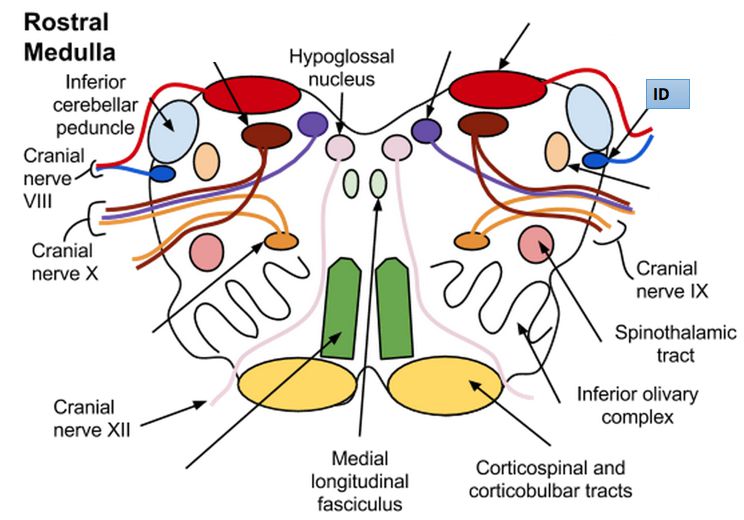 Rostral
Medulla
Hypoglossal
nucleus
Inferior
cerebellar
peduncle
ID
Cranial
nerve
VIII
Cranial
nerve X
Cranial
nerve IX
Spinothalamic
tract
Inferior olivary
complex
Cranial
nerve XII
Medial
longitudinal
fasciculus
Corticospinal and
corticobulbar tracts